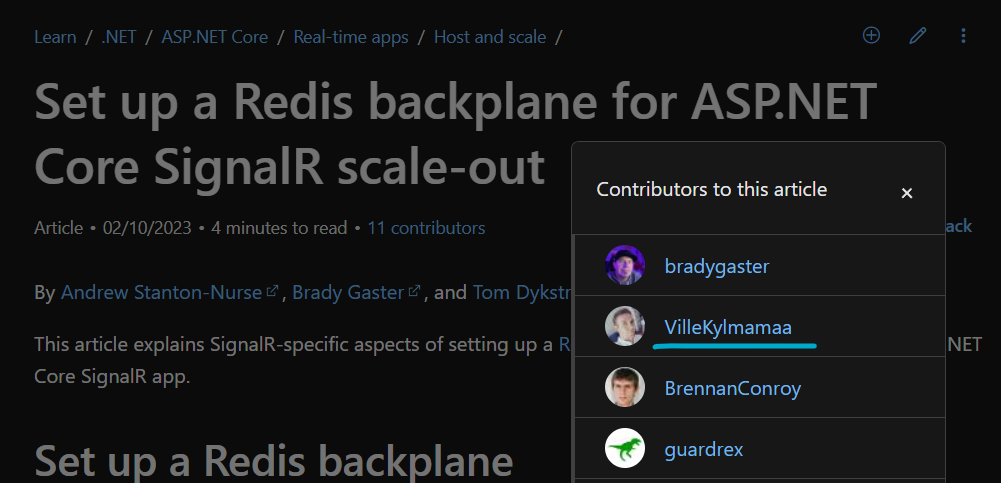 Learn / .NET / ASP.NET Core / Real-time apps / Host and scale /
Set up a Redis backplane for ASP.NET
Core SignalR scale-out
Article • 02/10/2023 • 4 minutes to read • 11 contributors
ack
By Andrew Stanton-Nurse, Brady Gaster, and Tom Dykstr
This article explains SignalR-specific aspects of setting up a R
NET
Core SignalR app.
Set up a Redis backplane
Contributors to this article
bradygaster
VilleKylmamaa
BrennanConroy
guardrex